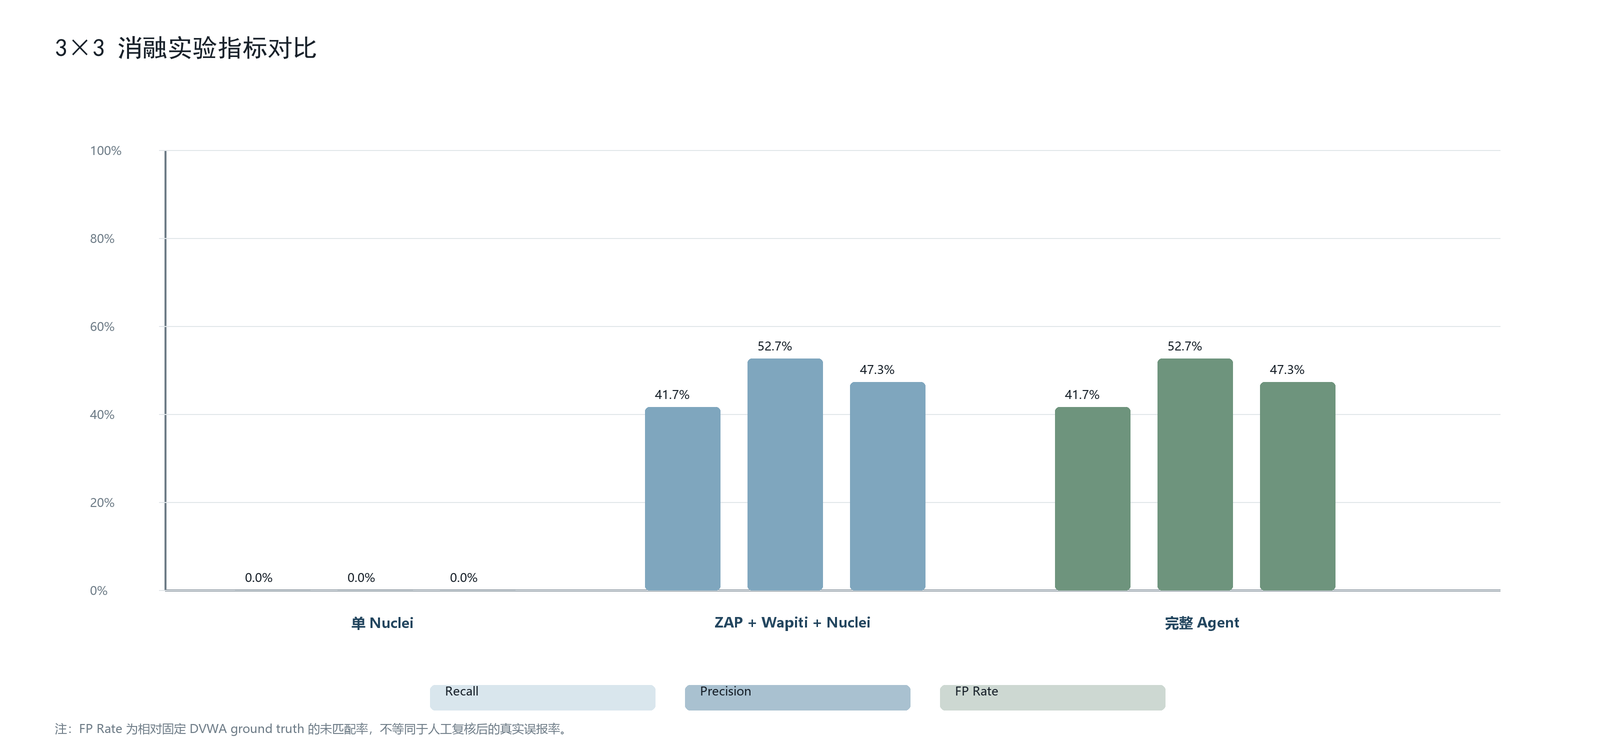 3×3 消融实验指标对比
100%
80%
60%
40%
20%
0%
0.0%
0.0%
0.0%
41.7%
52.7%
47.3%
41.7%
52.7%
47.3%
单 Nuclei
ZAP + Wapiti + Nuclei
完整 Agent
Recall
Precision
FP Rate
注：FP Rate 为相对固定 DVWA ground truth 的未匹配率，不等同于人工复核后的真实误报率。